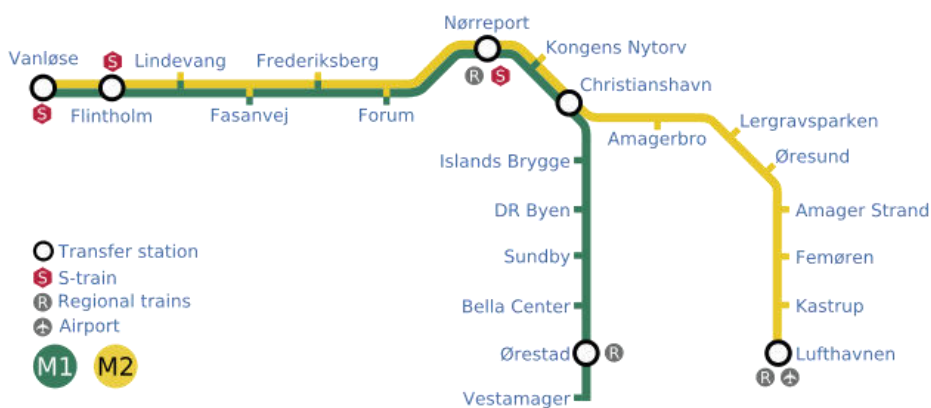 Nørreport
Vanløse
S
Lindevang
Frederiksberg
R S
Kongens Nytorv
Christianshavn
S
Flintholm
Fasanvej
Forum
Amagerbro
Lergravsparken
Øresund
Islands Brygge
DR Byen
Amager Strand
Sundby
Femøren
Bella Center
Kastrup
Ørestad
R
Lufthavnen
R
Vestamager
Transfer station
S S-train
R Regional trains
Airport
M1 M2